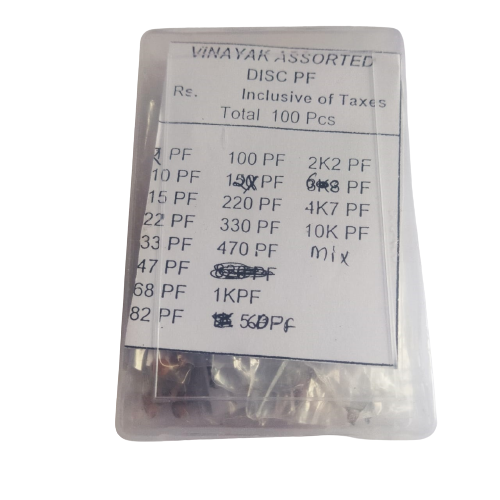 VINAYAK ASSORTED
DISC PF
Rs. Inclusive of Taxes
Total 100 Pcs
PF 100 PF 2K2 PF
10 PF PF PF
15 PF 220 PF 4K7 PF
22 PF 330 PF 10K PF
33 PF 470 PF mix
47 PF
68 PF 1KPF
82 PF